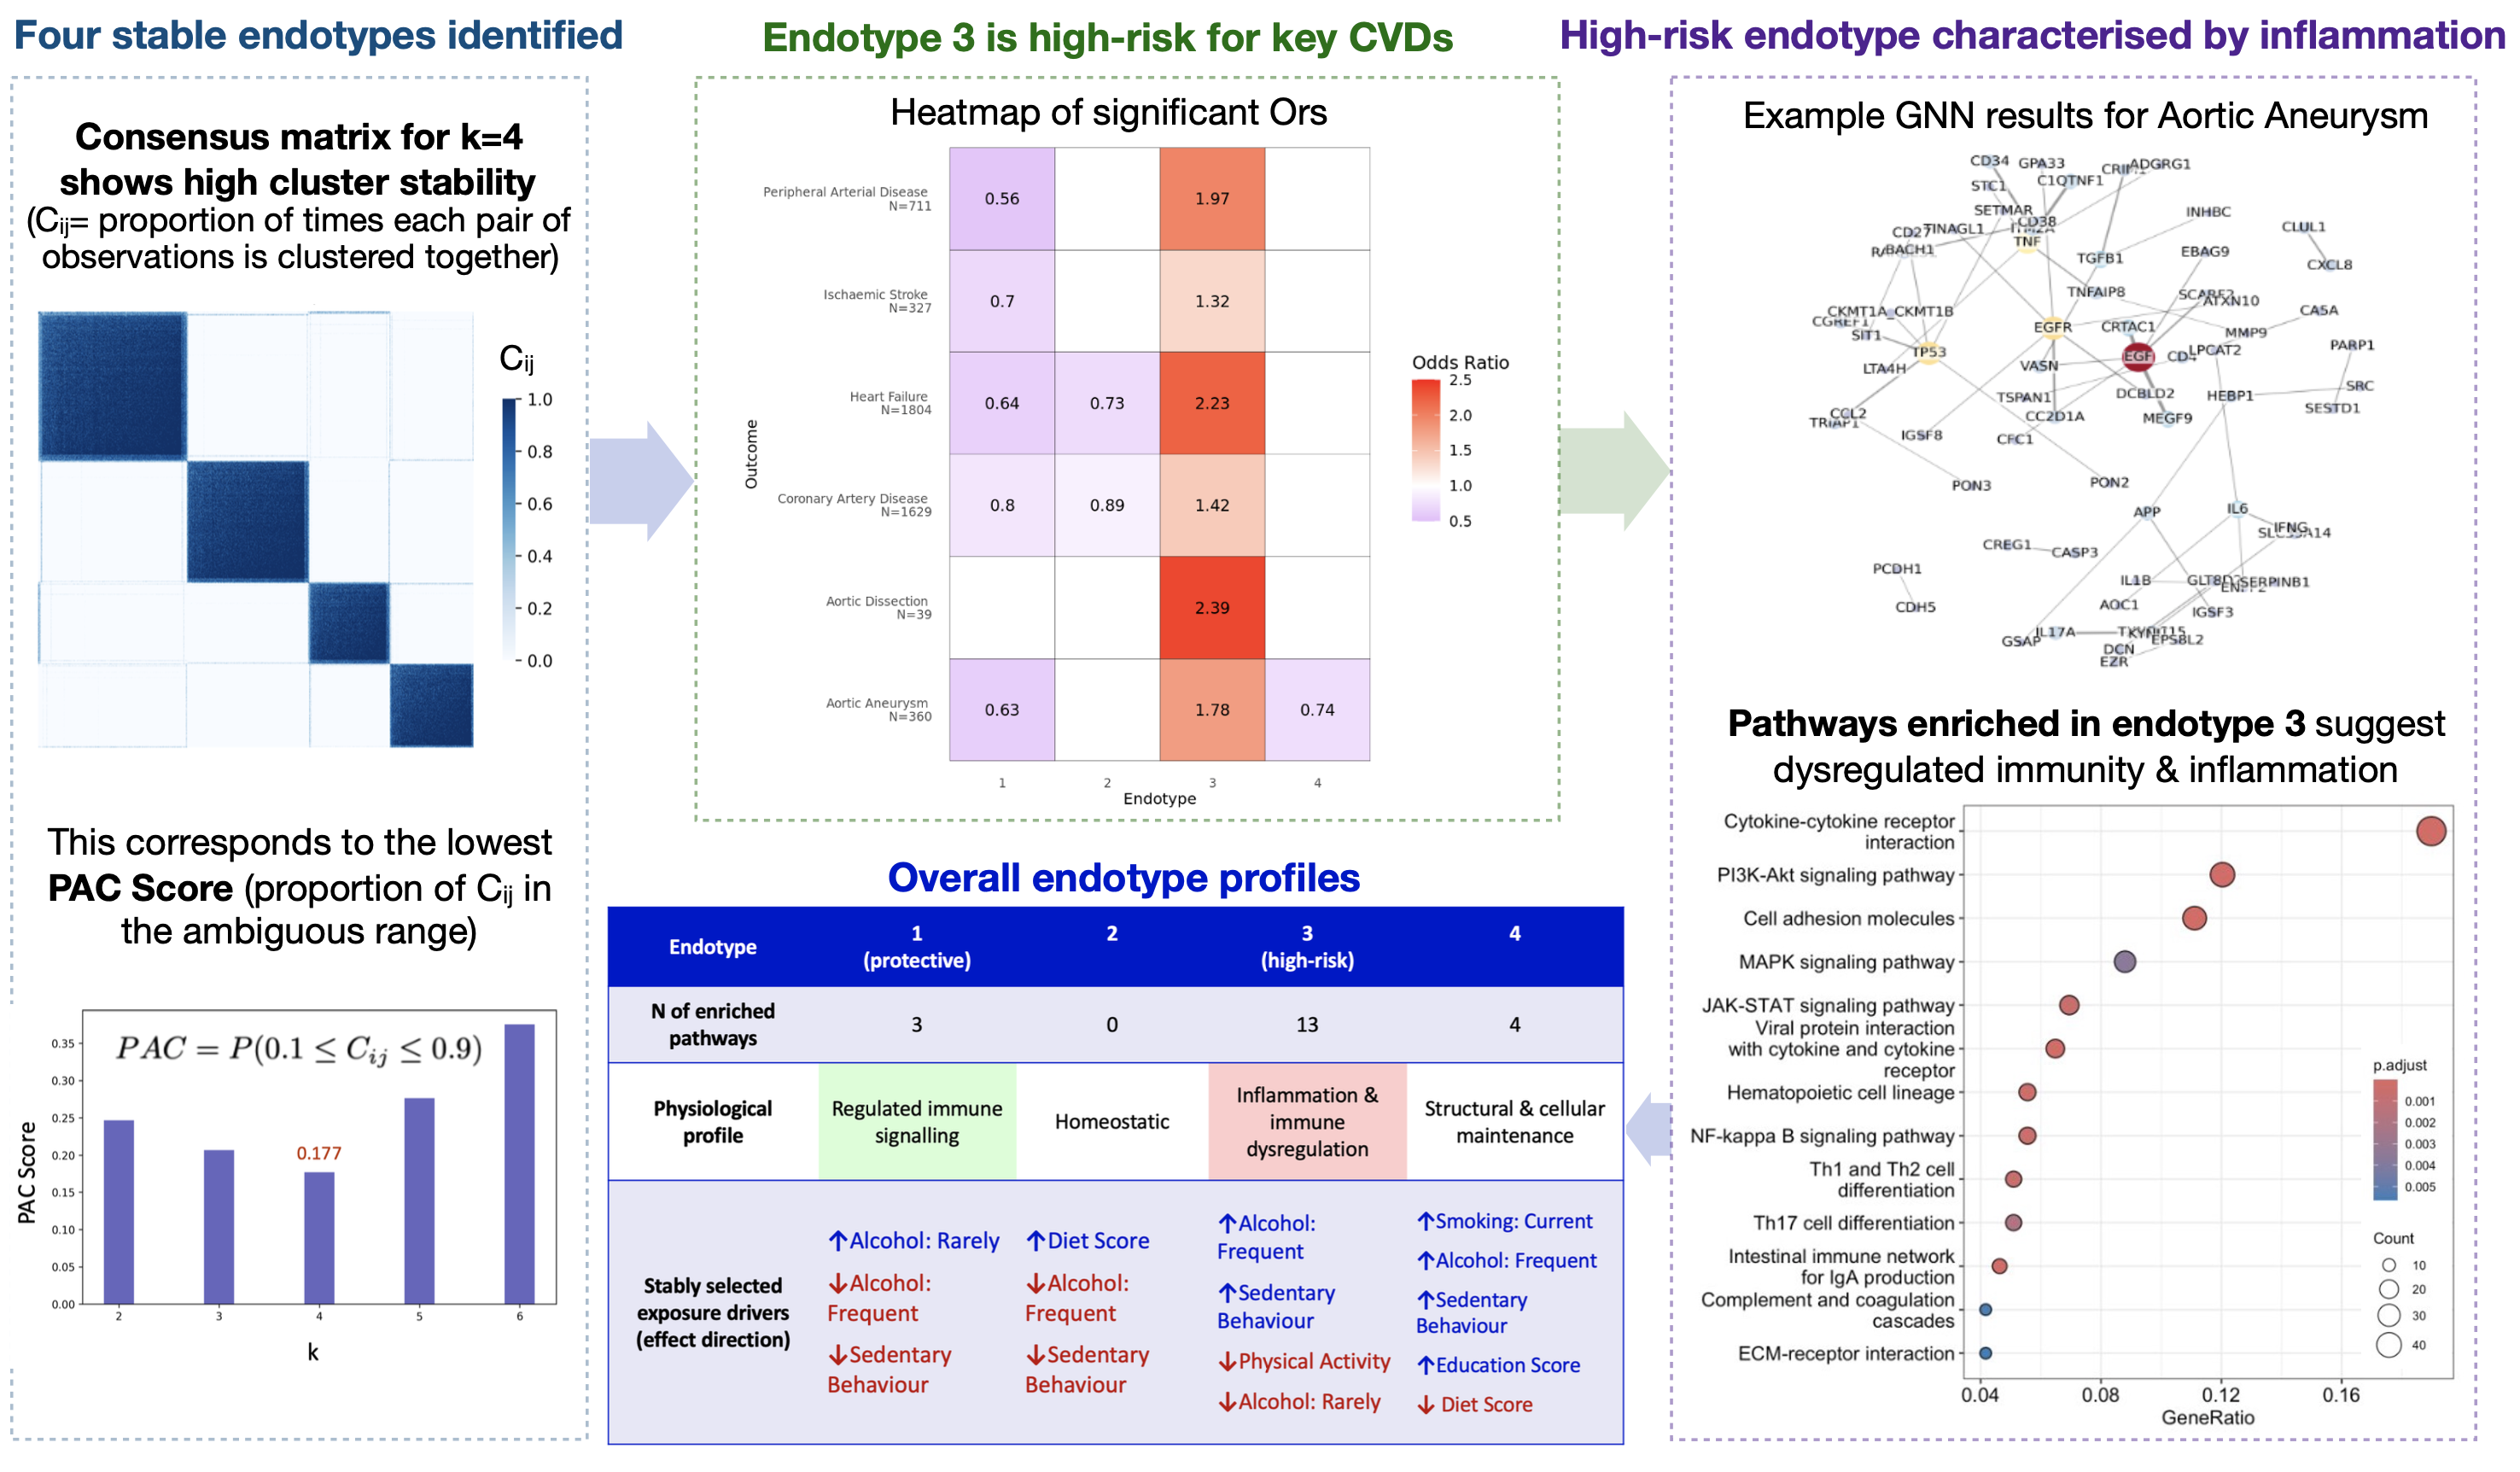 Four stable endotypes identified
Consensus matrix for k=4
shows high cluster stability
(Cij= proportion of times each pair of
observations is clustered together)
Cij
1.0
0.8
0.6
0.4
0.2
0.0
This corresponds to the lowest
PAC Score (proportion of Cij in
the ambiguous range)
PAC = P(0.1 ≤ Cij ≤ 0.9)
PAC Score
0.35
0.30
0.25
0.20
0.15
0.10
0.05
0.00
0.177
2 3 4 5 6
k
Endotype 3 is high-risk for key CVDs
Heatmap of significant Ors
Outcome
Peripheral Arterial Disease
N=711
0.56 1.97
Ischaemic Stroke
N=327
0.7 1.32
Heart Failure
N=1804
0.64 0.73 2.23
Coronary Artery Disease
N=1629
0.8 0.89 1.42
Aortic Dissection
N=39
2.39
Aortic Aneurysm
N=360
0.63 1.78 0.74
1 2 3 4
Endotype
Odds Ratio
2.5
2.0
1.5
1.0
0.5
Overall endotype profiles
Endotype
1
(protective)
2
3
(high-risk)
4
N of enriched
pathways
3 0 13 4
Physiological
profile
Regulated immune
signalling
Homeostatic
Inflammation &
immune
dysregulation
Structural & cellular
maintenance
Stably selected
exposure drivers
(effect direction)
↑Alcohol: Rarely
↓Alcohol:
Frequent
↓Sedentary
Behaviour
↑Diet Score
↓Alcohol:
Frequent
↓Sedentary
Behaviour
↑Alcohol:
Frequent
↑Sedentary
Behaviour
↓Physical Activity
↓Alcohol: Rarely
↑Smoking: Current
↑Alcohol: Frequent
↑Sedentary
Behaviour
↑Education Score
↓ Diet Score
High-risk endotype characterised by inflammation
Example GNN results for Aortic Aneurysm
CD34
GPA33
ADGRG1
STC1
C1QTNF1
SETMAR
CD38
INHBC
CD27
TINAGL1
TNF
CLUL1
BACH1
TGFB1
EBAG9
CXCL8
TNFAIP8
ATXN10
CKMT1A_CKMT1B
CA5A
SIT1
EGFR
CRTAC1
MMP9
TP53
EGF
CD4
LPCAT2
PARP1
LTA4H
VASN
SRC
TSPAN1
DCBLD2
HEBP1
SESTD1
CCL2
TRIAP1
CC2D1A
MEGF9
IGSF8
CFC1
PON3
PON2
APP
IL6
IFNG
CREG1
CASP3
PCDH1
IL1B
SERPINB1
CDH5
AOC1
IGSF3
GSAP
IL17A
EPS8L2
DCN
EZR
Pathways enriched in endotype 3 suggest
dysregulated immunity & inflammation
Cytokine-cytokine receptor
interaction
PI3K-Akt signaling pathway
Cell adhesion molecules
MAPK signaling pathway
JAK-STAT signaling pathway
Viral protein interaction
with cytokine and cytokine
receptor
Hematopoietic cell lineage
NF-kappa B signaling pathway
Th1 and Th2 cell
differentiation
Th17 cell differentiation
Intestinal immune network
for IgA production
Complement and coagulation
cascades
ECM-receptor interaction
0.04 0.08 0.12 0.16
GeneRatio
p.adjust
0.001
0.002
0.003
0.004
0.005
Count
10
20
30
40